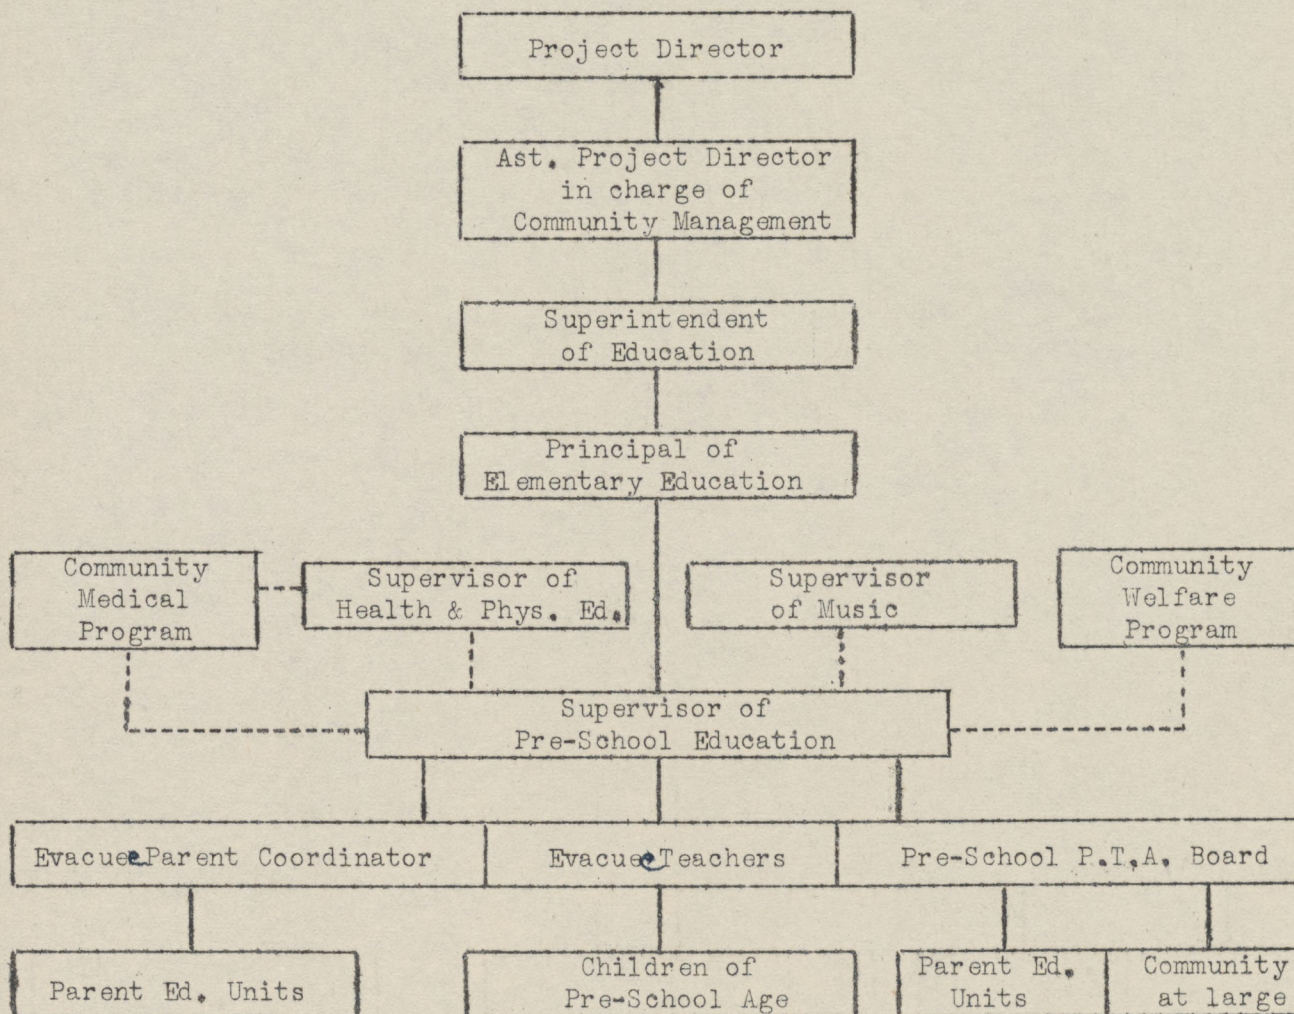 Project Director
Ast. Project Director
in charge of
Community Management
Superintendent
of Education
Principal of
Elementary Education
Community
Medical
Program
Supervisor of
Health & Phys. Ed.
Supervisor
of Music
Community
Welfare
Program
Supervisor of
Pre-School Education
Evacuee Parent Coordinator
Evacuee Teachers
Pre-School P.T.A. Board
Parent Ed. Units
Children of
Pre-School Age
Parent Ed.
Units
Community
at large